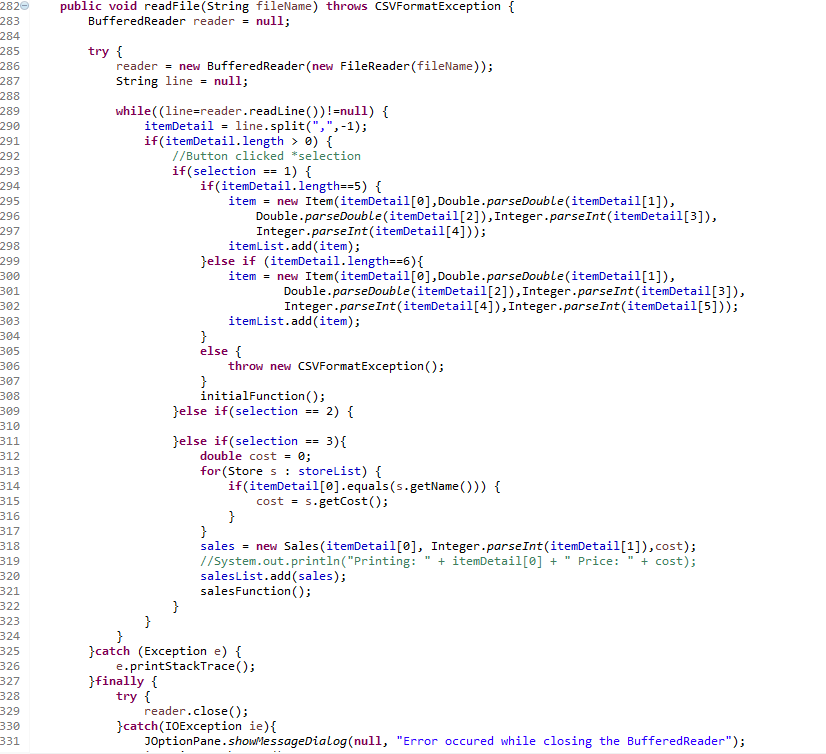 282 public void readFile(String fileName) throws CSVFormatException {
283 BufferedReader reader = null;
284
285 try {
286 reader = new BufferedReader(new FileReader(fileName));
287 String line = null;
288
289 while((line=reader.readLine())!=null) {
290 itemDetail = line.split(",",-1);
291 if(itemDetail.length > 0) {
292 //Button clicked *selection
293 if(selection == 1) {
294 if(itemDetail.length==5) {
295 item = new Item(itemDetail[0],Double.parseDouble(itemDetail[1]),
296 Double.parseDouble(itemDetail[2]),Integer.parseInt(itemDetail[3]),
297 Integer.parseInt(itemDetail[4]));
298 itemList.add(item);
299 }else if (itemDetail.length==6){
300 item = new Item(itemDetail[0],Double.parseDouble(itemDetail[1]),
301 Double.parseDouble(itemDetail[2]),Integer.parseInt(itemDetail[3]),
302 Integer.parseInt(itemDetail[4]),Integer.parseInt(itemDetail[5]));
303 itemList.add(item);
304 }
305 else {
306 throw new CSVFormatException();
307 }
308 initialFunction();
309 }else if(selection == 2) {
310
311 }else if(selection == 3){
312 double cost = 0;
313 for(Store s : storeList) {
314 if(itemDetail[0].equals(s.getName())) {
315 cost = s.getCost();
316 }
317 }
318 sales = new Sales(itemDetail[0], Integer.parseInt(itemDetail[1]),cost);
319 //System.out.println("Printing: " + itemDetail[0] + " Price: " + cost);
320 salesList.add(sales);
321 salesFunction();
322 }
323 }
324 }
325 }catch (Exception e) {
326 e.printStackTrace();
327 }finally {
328 try {
329 reader.close();
330 }catch(IOException ie){
331 JOptionPane.showMessageDialog(null, "Error occured while closing the BufferedReader");